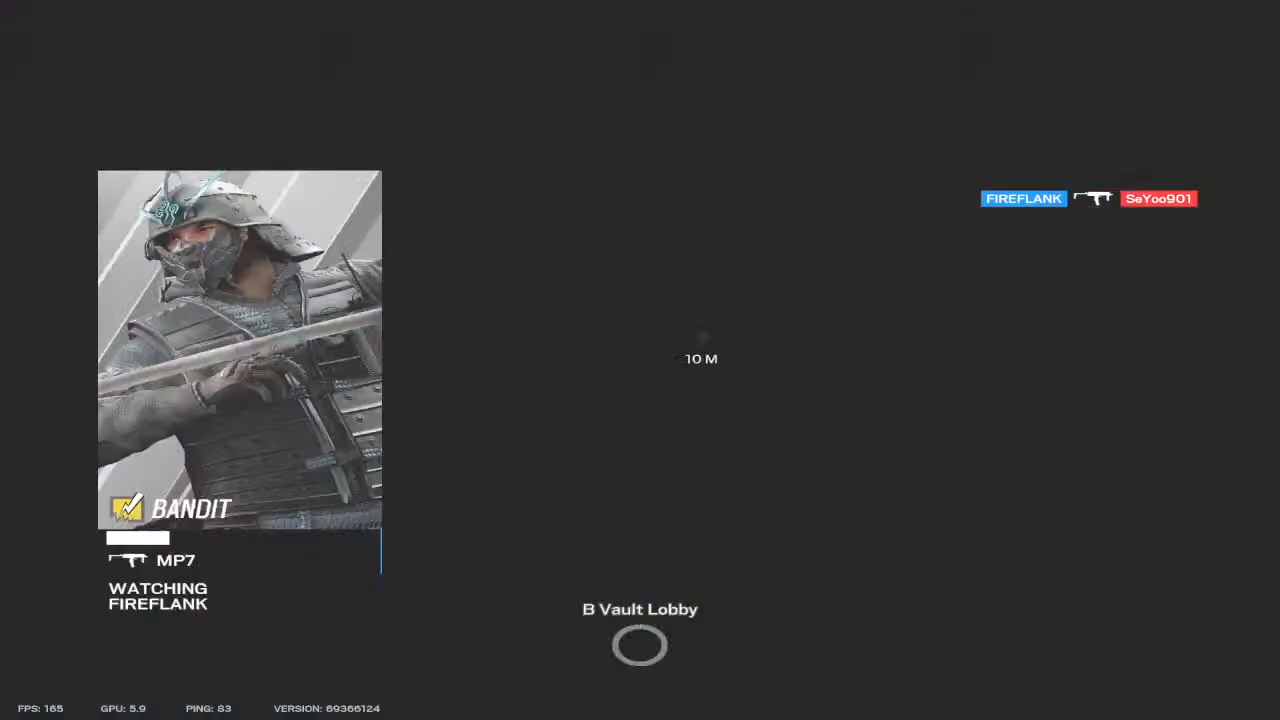 FIREFLANK SeYoo901
10 M
BANDIT
MP7
WATCHING
FIREFLANK
B Vault Lobby
FPS: 165 GPU: 5.9 PING: 83 VERSION: 69366124